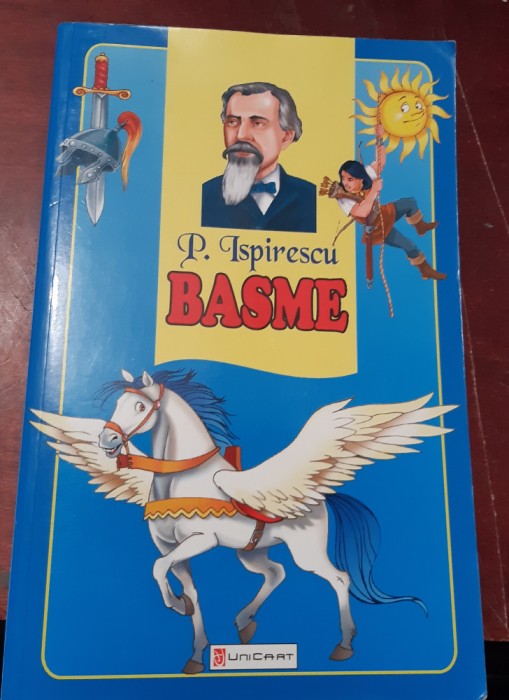 P. Ispirescu
BASME
UNICART